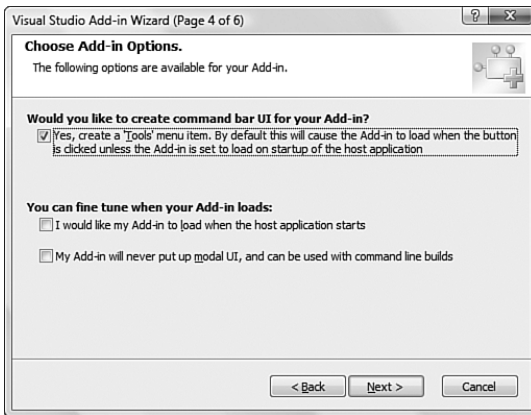 Visual Studio Add-in Wizard (Page 4 of 6)
? X
Choose Add-in Options.
The following options are available for your Add-in.
Would you like to create command bar UI for your Add-in?
Yes, create a 'Tools' menu item. By default this will cause the Add-in to load when the button
is clicked unless the Add-in is set to load on startup of the host application
You can fine tune when your Add-in loads:
I would like my Add-in to load when the host application starts
My Add-in will never put up modal UI, and can be used with command line builds
< Back
Next >
Cancel